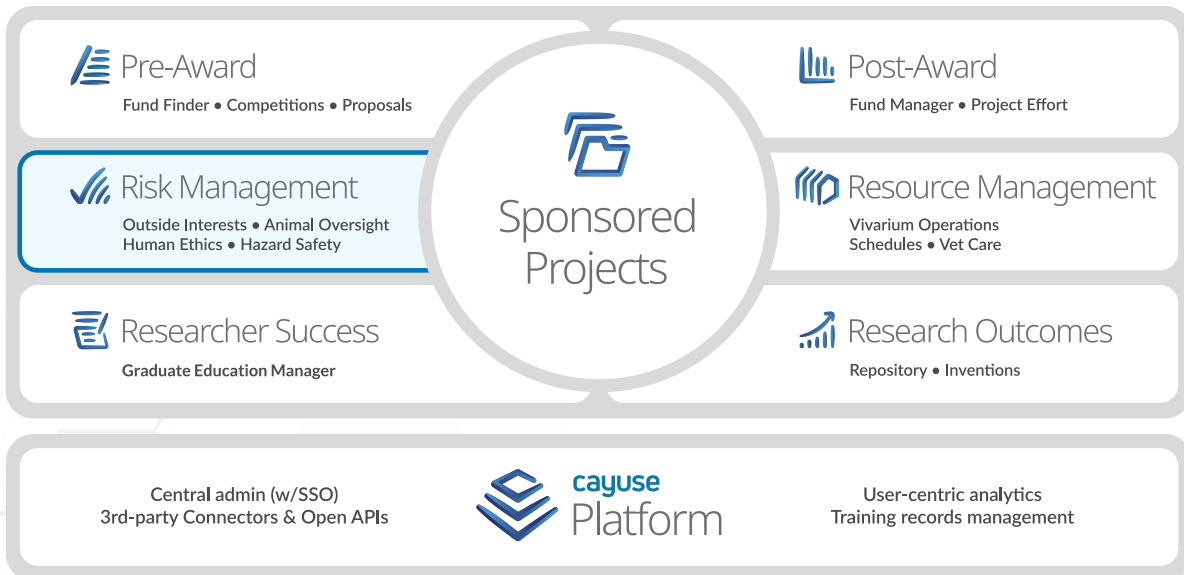 Pre-Award
Fund Finder • Competitions • Proposals
Risk Management
Outside Interests • Animal Oversight
Human Ethics • Hazard Safety
Researcher Success
Graduate Education Manager
Sponsored
Projects
Post-Award
Fund Manager • Project Effort
Resource Management
Vivarium Operations
Schedules • Vet Care
Research Outcomes
Repository • Inventions
Central admin (w/SSO)
3rd-party Connectors & Open APIs
cayuse
Platform
User-centric analytics
Training records management